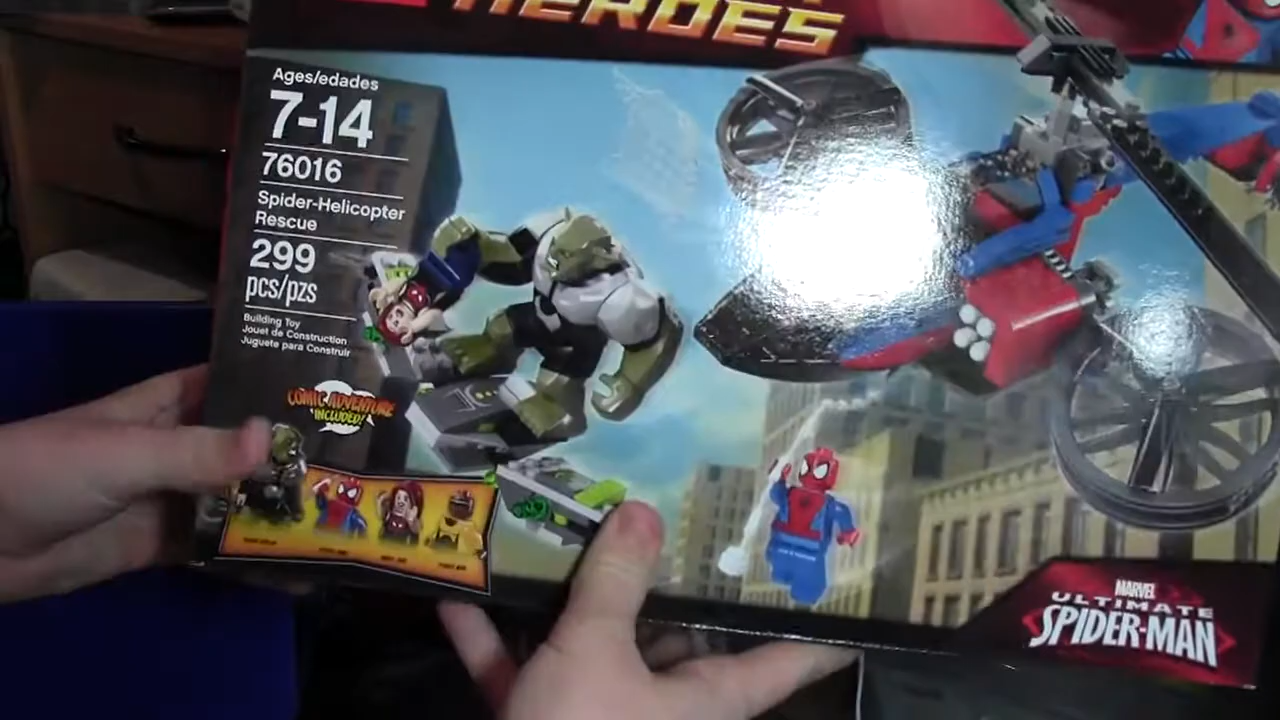 HEROES
Ages/edades
7-14
76016
Spider-Helicopter
Rescue
299
pcs/pzs
Building Toy
Jouet de Construction
Juguete para Construir
COMIC ADVENTURE
INCLUDED!
MARVEL
ULTIMATE
SPIDER-MAN